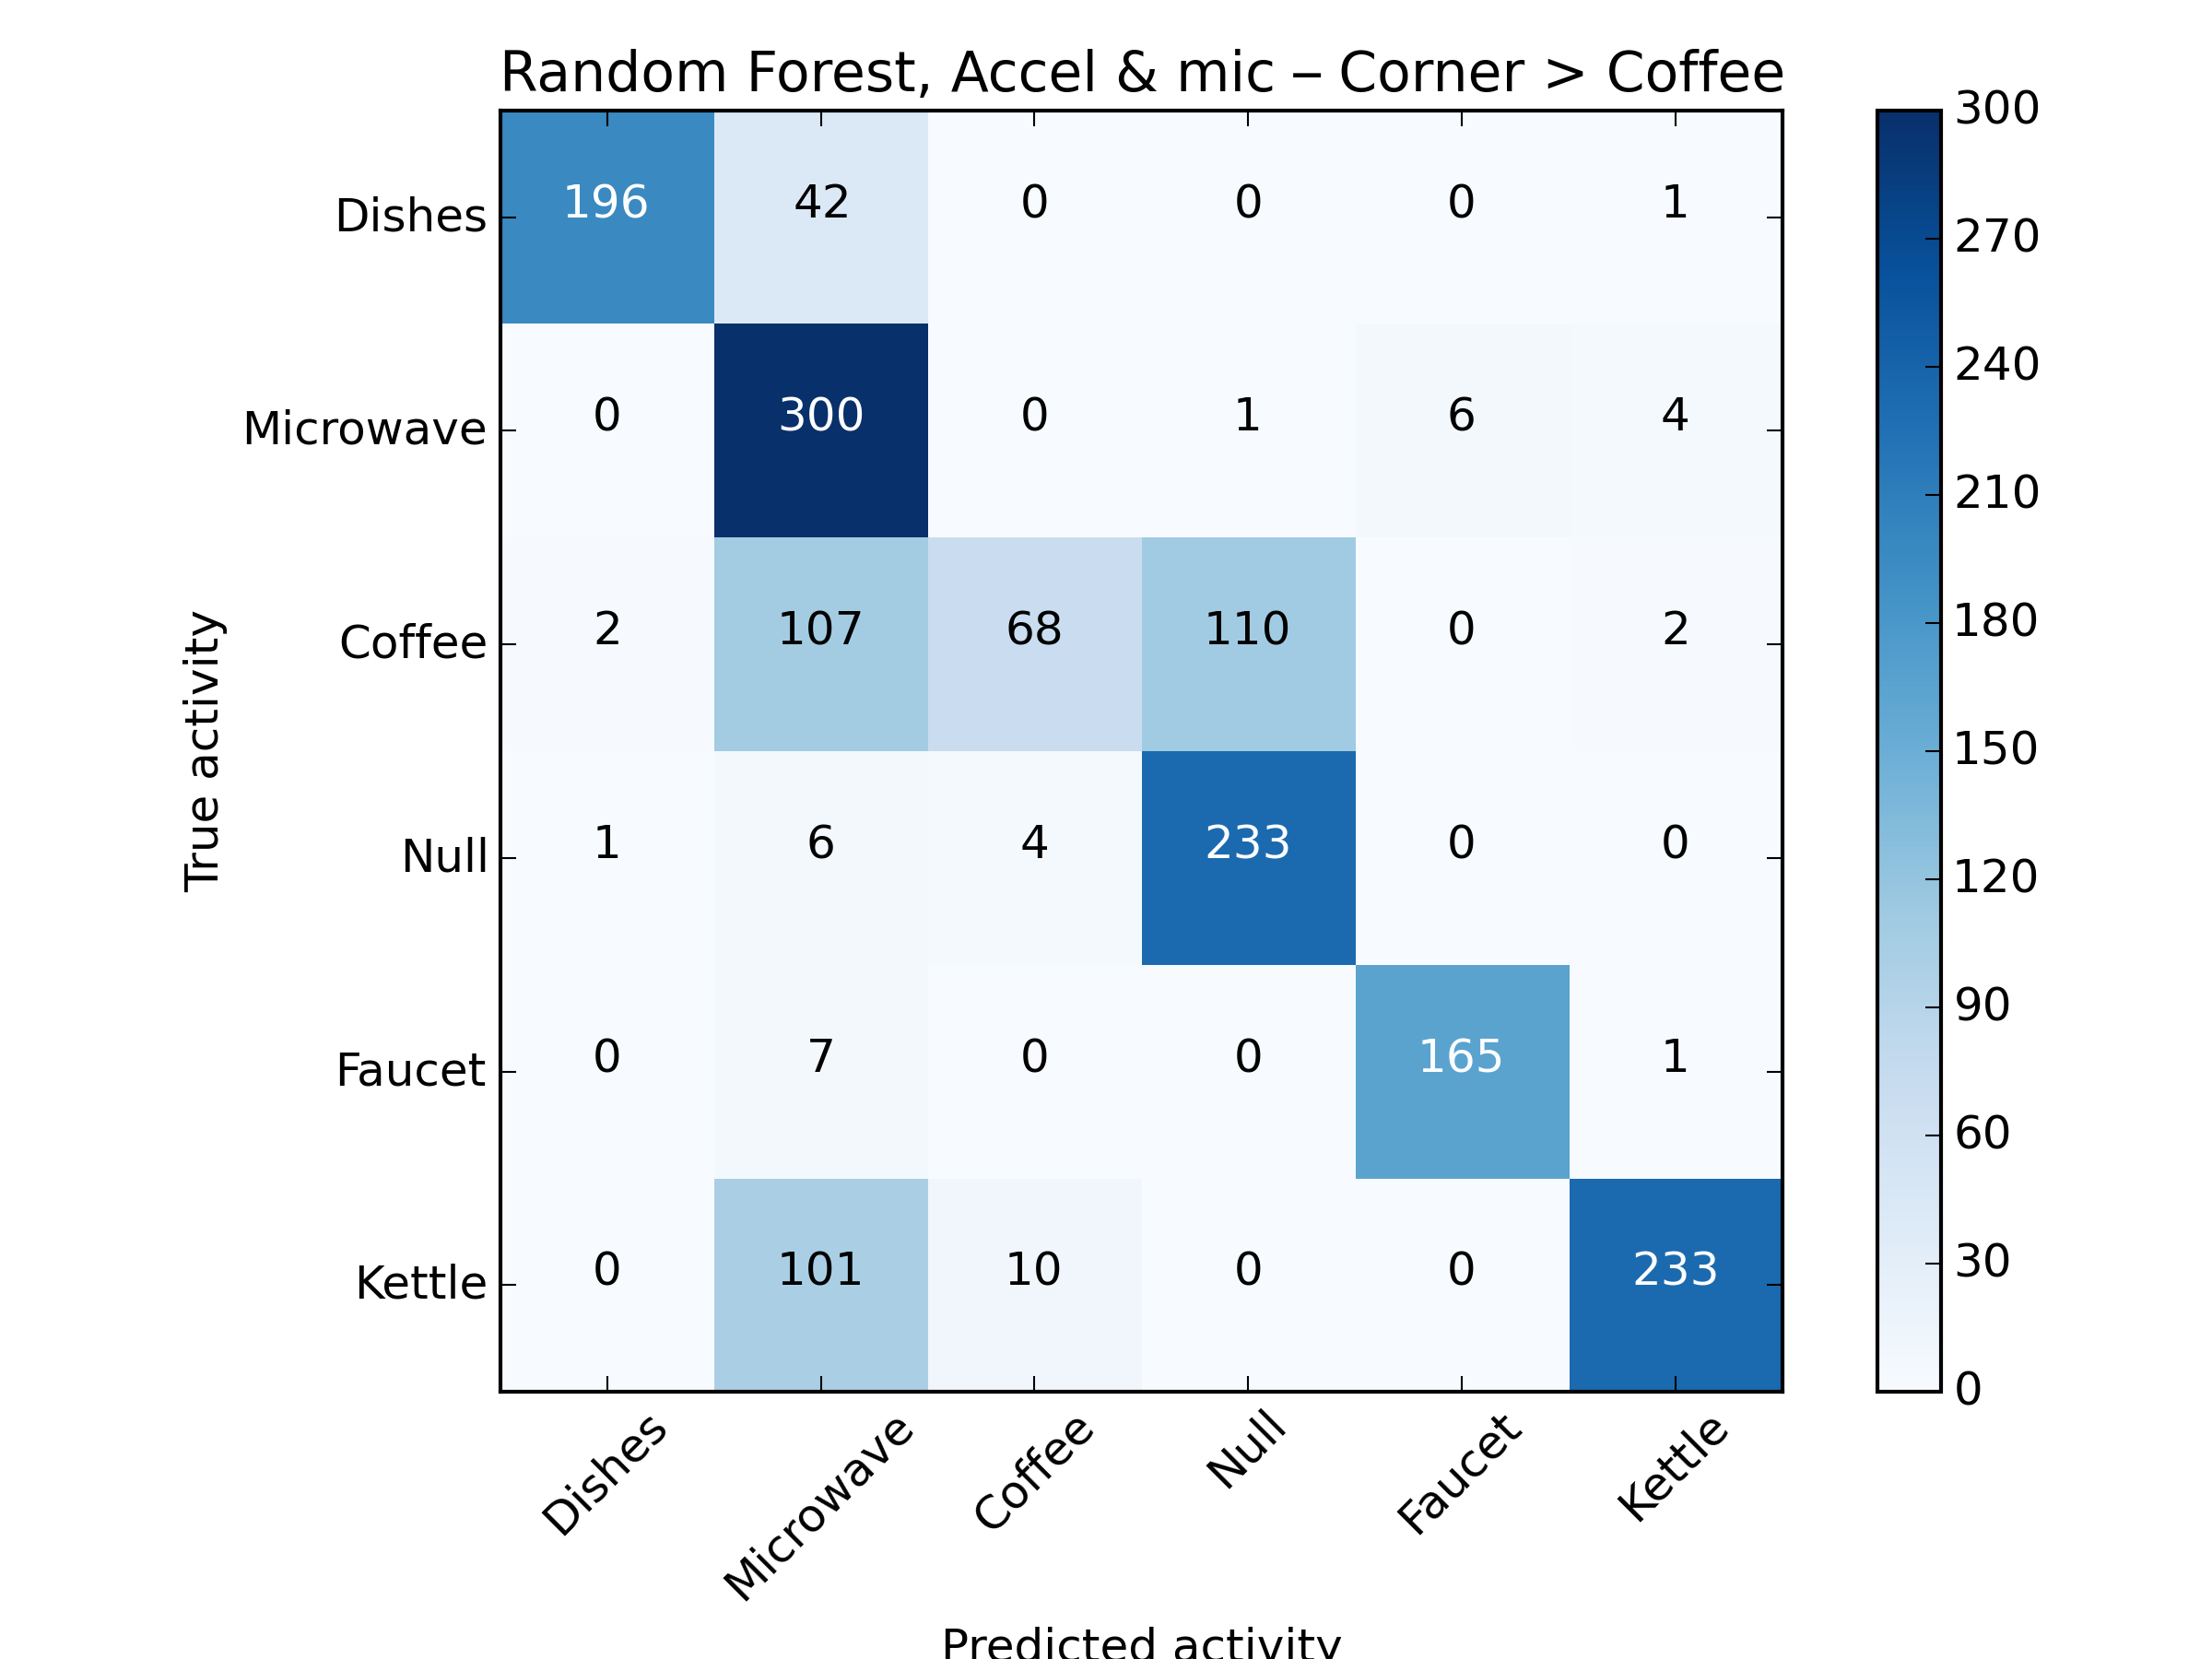 Random Forest, Accel & mic – Corner > Coffee
Dishes 196 42 0 0 0 1
Microwave 0 300 0 1 6 4
Coffee 2 107 68 110 0 2
Null 1 6 4 233 0 0
Faucet 0 7 0 0 165 1
Kettle 0 101 10 0 0 233
True activity
Dishes Microwave Coffee Null Faucet Kettle
Predicted activity
300
270
240
210
180
150
120
90
60
30
0